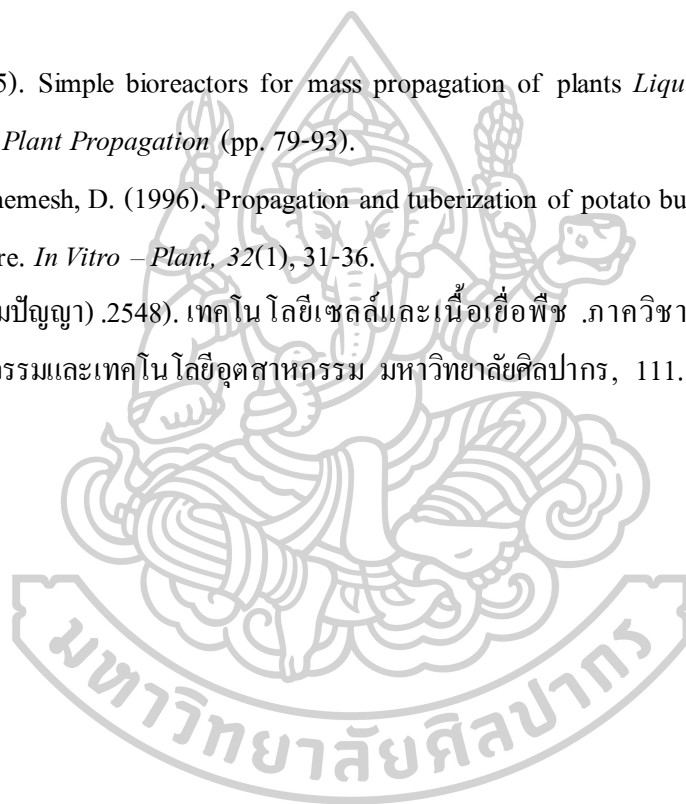 5). Simple bioreactors for mass propagation of plants Liqu
Plant Propagation (pp. 79-93).
nemesh, D. (1996). Propagation and tuberization of potato bu
re. In Vitro – Plant, 32(1), 31-36.
มปัญญา) .2548). เทคโนโลยีเซลล์และเนื้อเยื่อพืช .ภาควิชา
รรมและเทคโนโลยีอุตสาหกรรม มหาวิทยาลัยศิลปากร, 111.
มหาวิทยาลัยศิลปากร